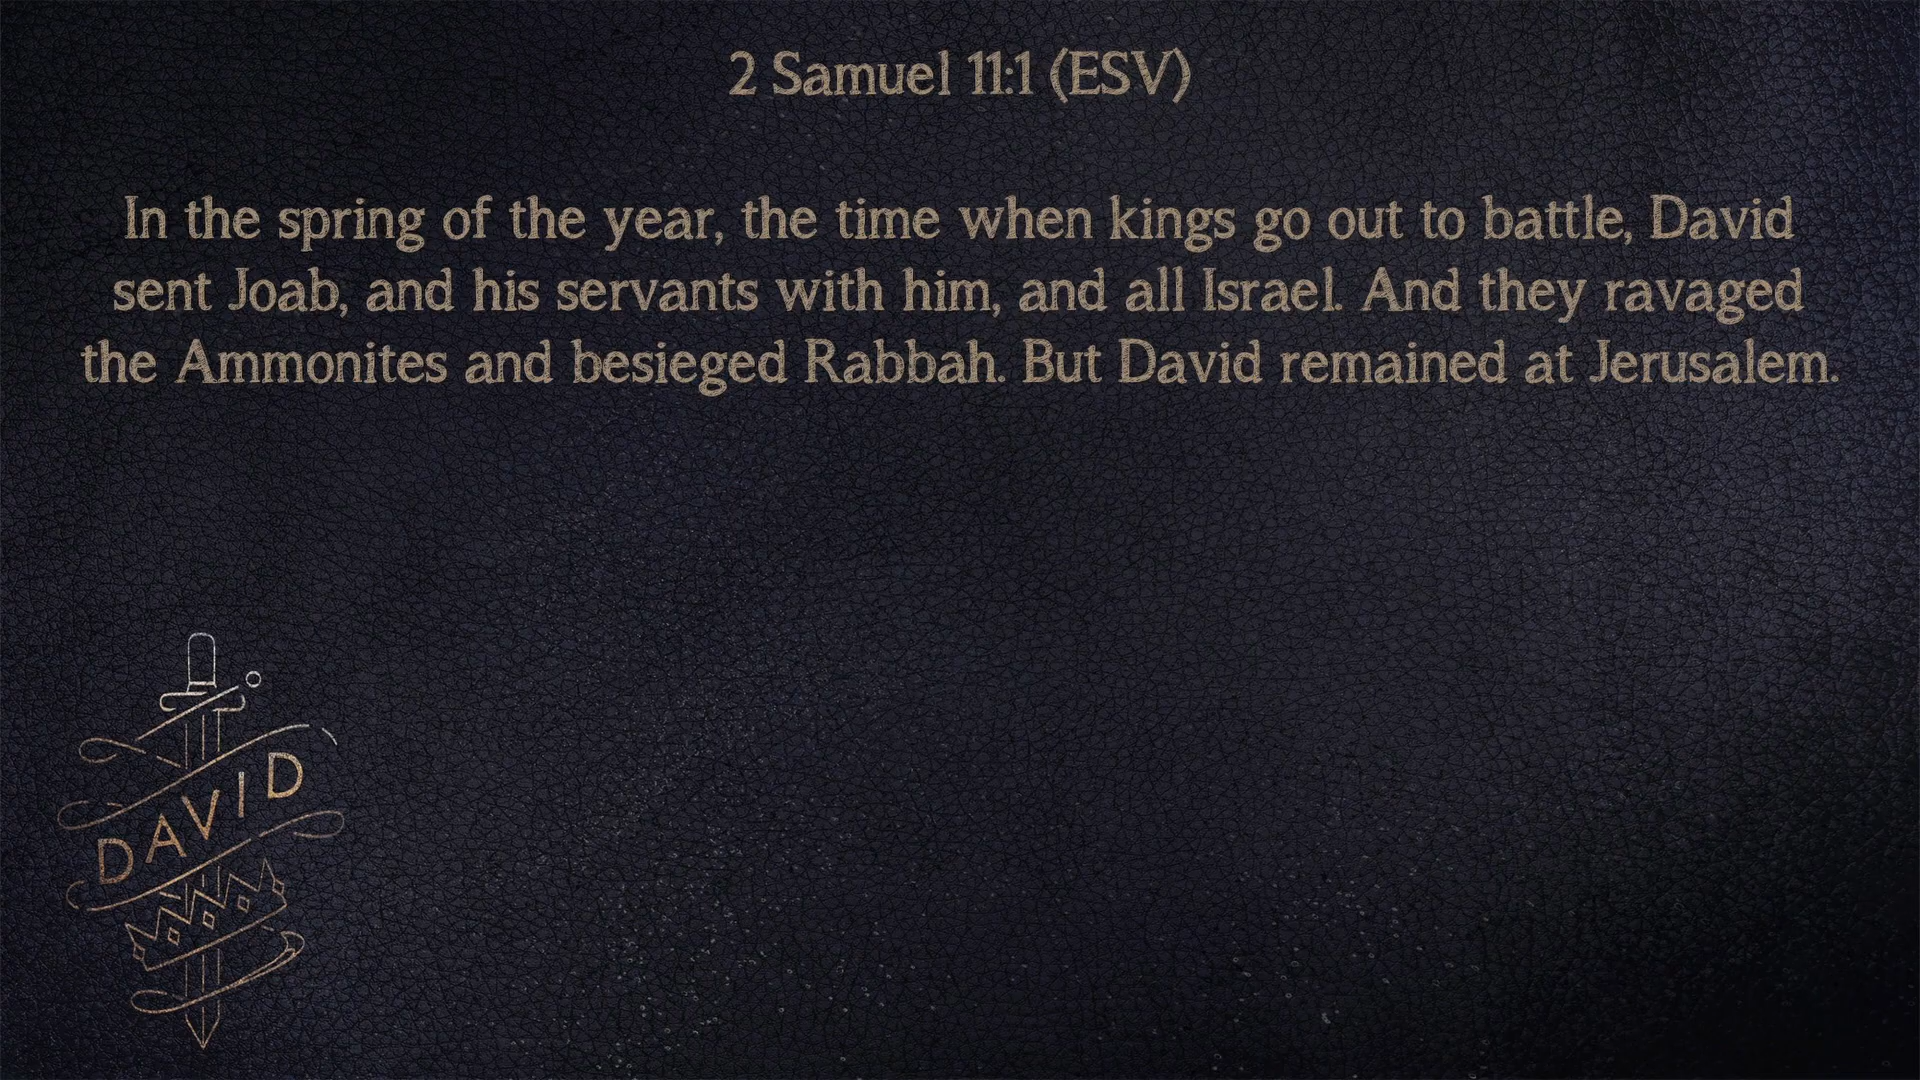 2 Samuel 11:1 (ESV)
In the spring of the year, the time when kings go out to battle, David
sent Joab, and his servants with him, and all Israel. And they ravaged
the Ammonites and besieged Rabbah. But David remained at Jerusalem.
DAVID